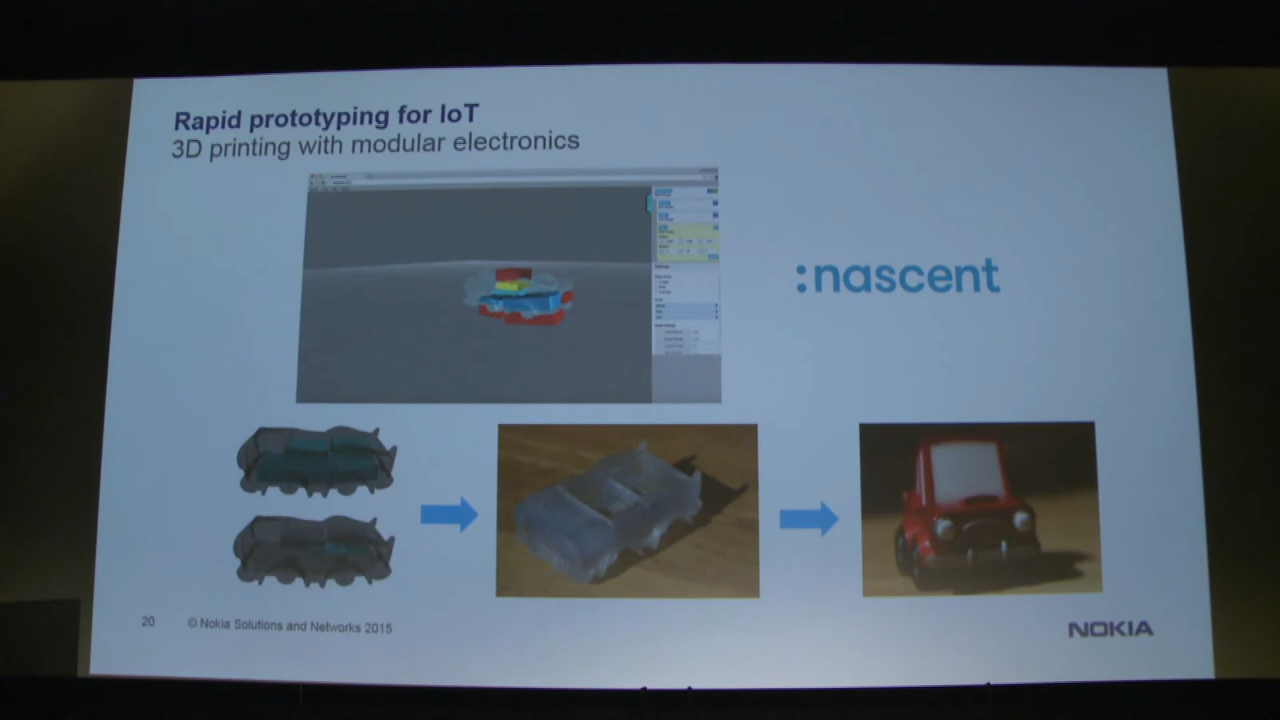 Rapid prototyping for IoT
3D printing with modular electronics
:nascent
20
© Nokia Solutions and Networks 2015
NOKIA